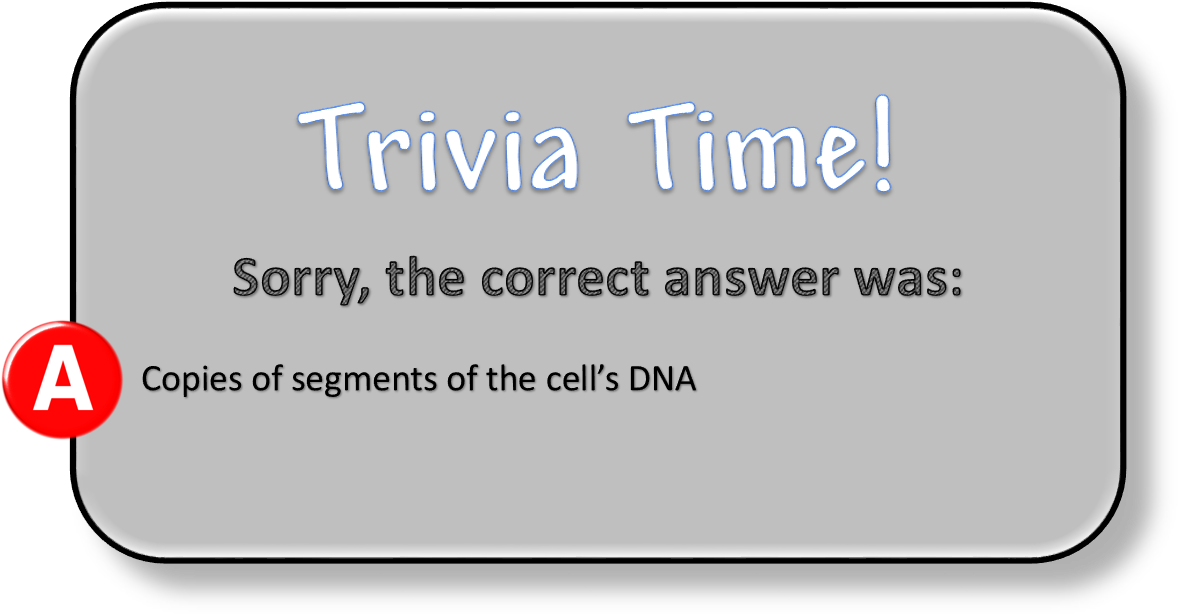 Trivia Time!
Sorry, the correct answer was:
A
Copies of segments of the cell’s DNA